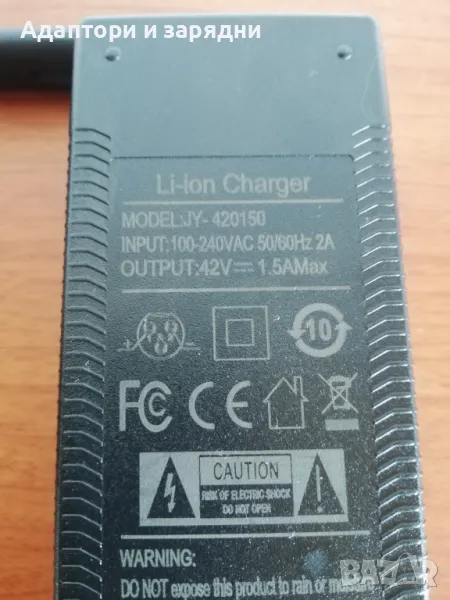 Адаптори и зарядни
Li-ion Charger
MODEL:JY- 420150
INPUT:100-240VAC 50/60Hz 2A
OUTPUT:42V⎓ 1.5AMax
10
FC CE
CAUTION
RISK OF ELECTRIC SHOCK
DO NOT OPEN
WARNING:
DO NOT expose this product to rain or moisture
BAZAR